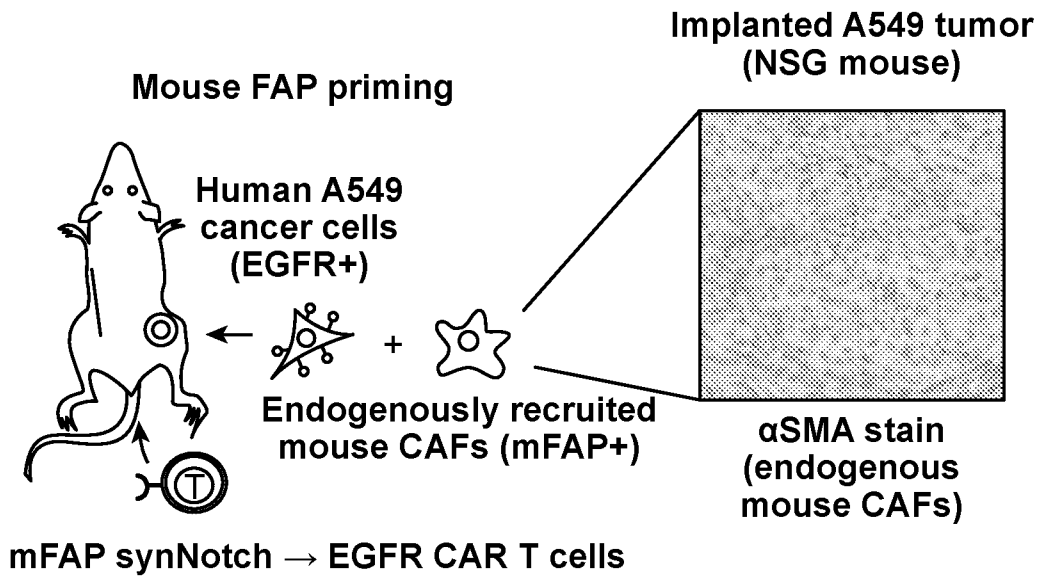 Implanted A549 tumor
(NSG mouse)
Mouse FAP priming
Human A549
cancer cells
(EGFR+)
+
Endogenously recruited
mouse CAFs (mFAP+)
αSMA stain
(endogenous
mouse CAFs)
T
mFAP synNotch → EGFR CAR T cells